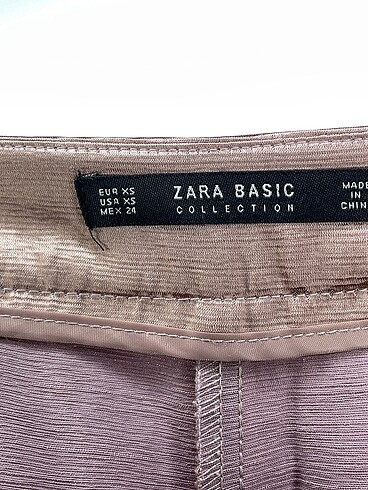 EUR XS
USA XS
MEX 24
ZARA BASIC
COLLECTION
MADE
IN
CHIN